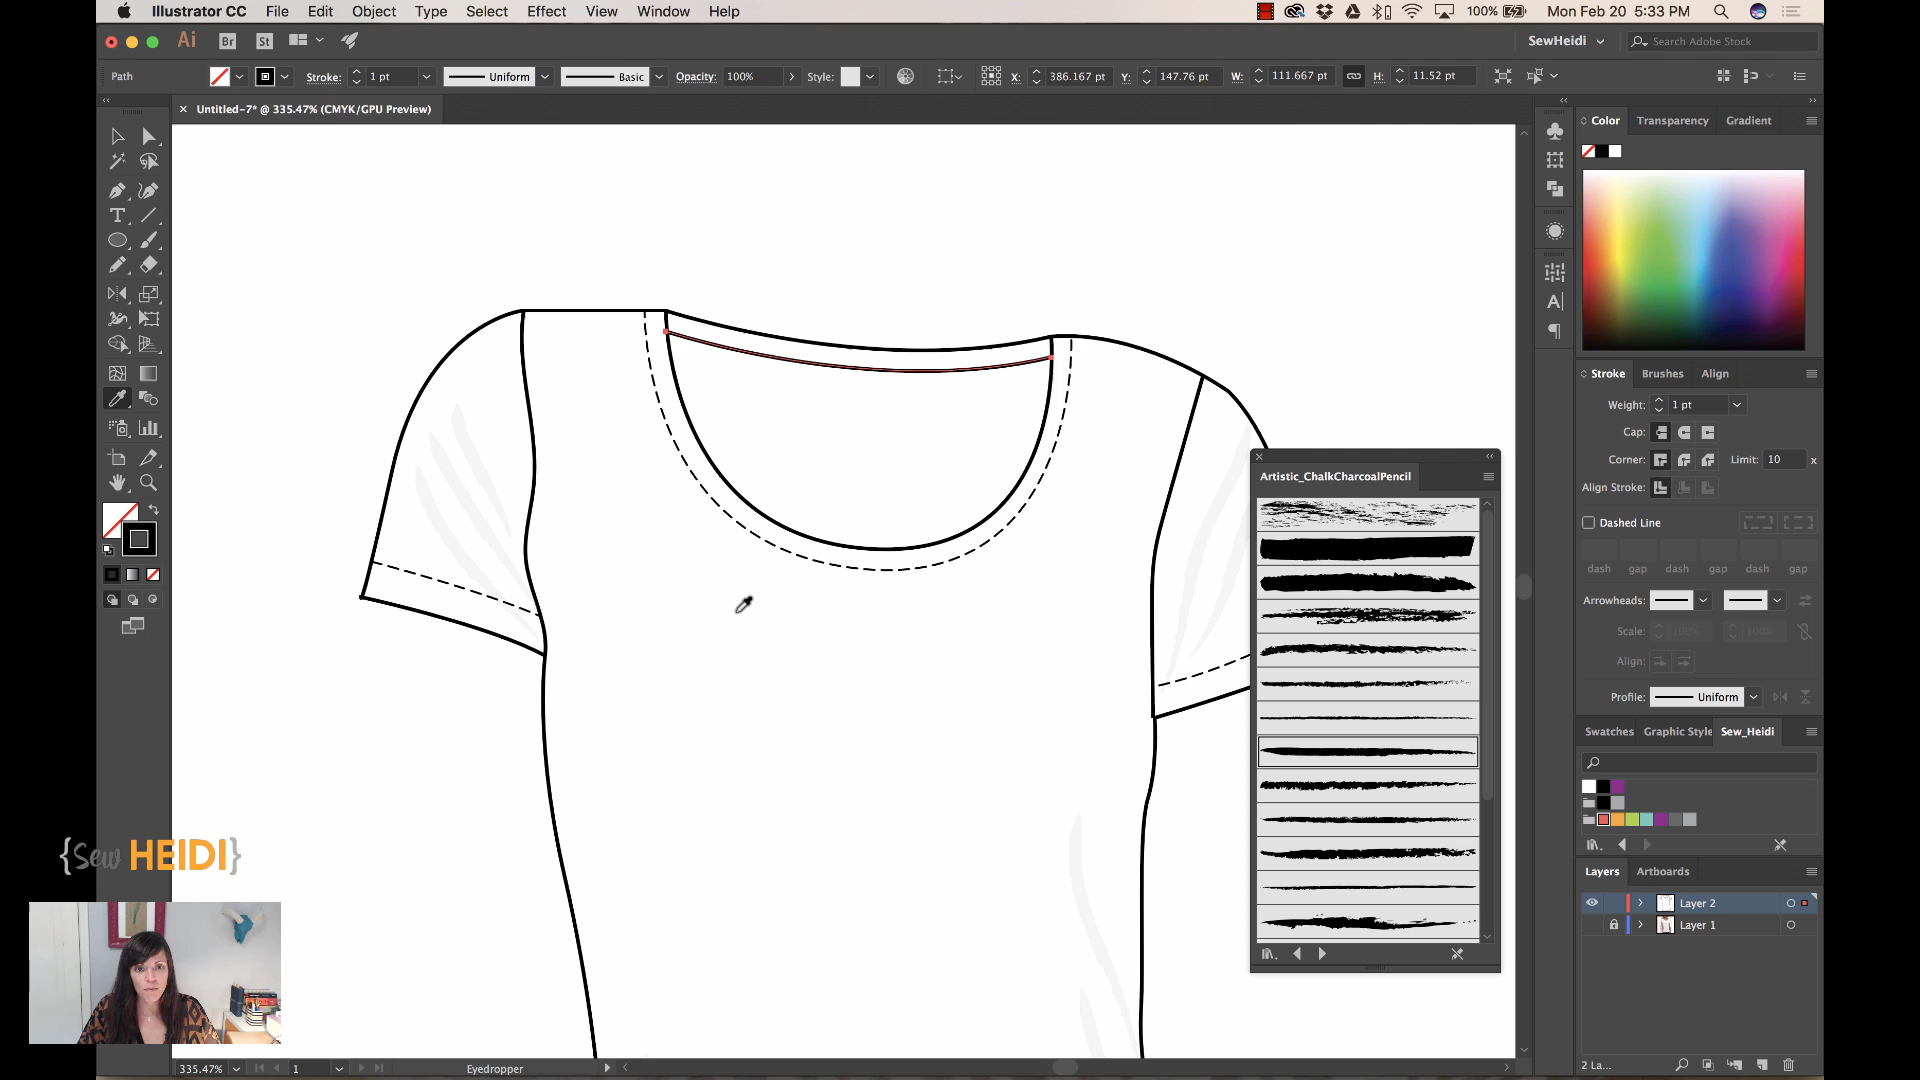 Illustrator CC File Edit Object Type Select Effect View Window Help 100% Mon Feb 20 5:33 PM
Ai Br St SewHeidi Search Adobe Stock
Path Stroke: 1 pt Uniform Basic Opacity: 100% Style: X: 386.167 pt Y: 147.76 pt W: 111.667 pt H: 11.52 pt
Untitled-7* @ 335.47% (CMYK/GPU Preview)
Color Transparency Gradient
Stroke Brushes Align
Weight: 1 pt
Cap:
Corner: Limit: 10 x
Align Stroke:
Dashed Line
dash gap dash gap dash gap
Arrowheads:
Scale: 100% 100%
Align:
Profile: Uniform
Artistic_ChalkCharcoalPencil
Swatches Graphic Style Sew_Heidi
Layers Artboards
Layer 2
Layer 1
2 La...
{Sew HEIDI}
335.47% 1 Eyedropper